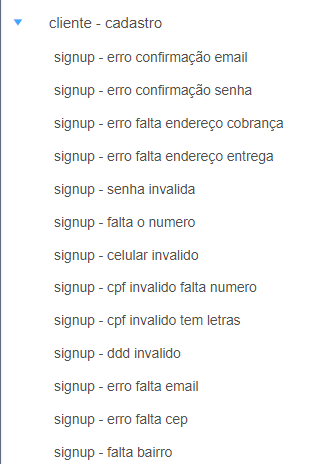 cliente - cadastro
signup - erro confirmação email
signup - erro confirmação senha
signup - erro falta endereço cobrança
signup - erro falta endereço entrega
signup - senha invalida
signup - falta o numero
signup - celular invalido
signup - cpf invalido falta numero
signup - cpf invalido tem letras
signup - ddd invalido
signup - erro falta email
signup - erro falta cep
signup - falta bairro